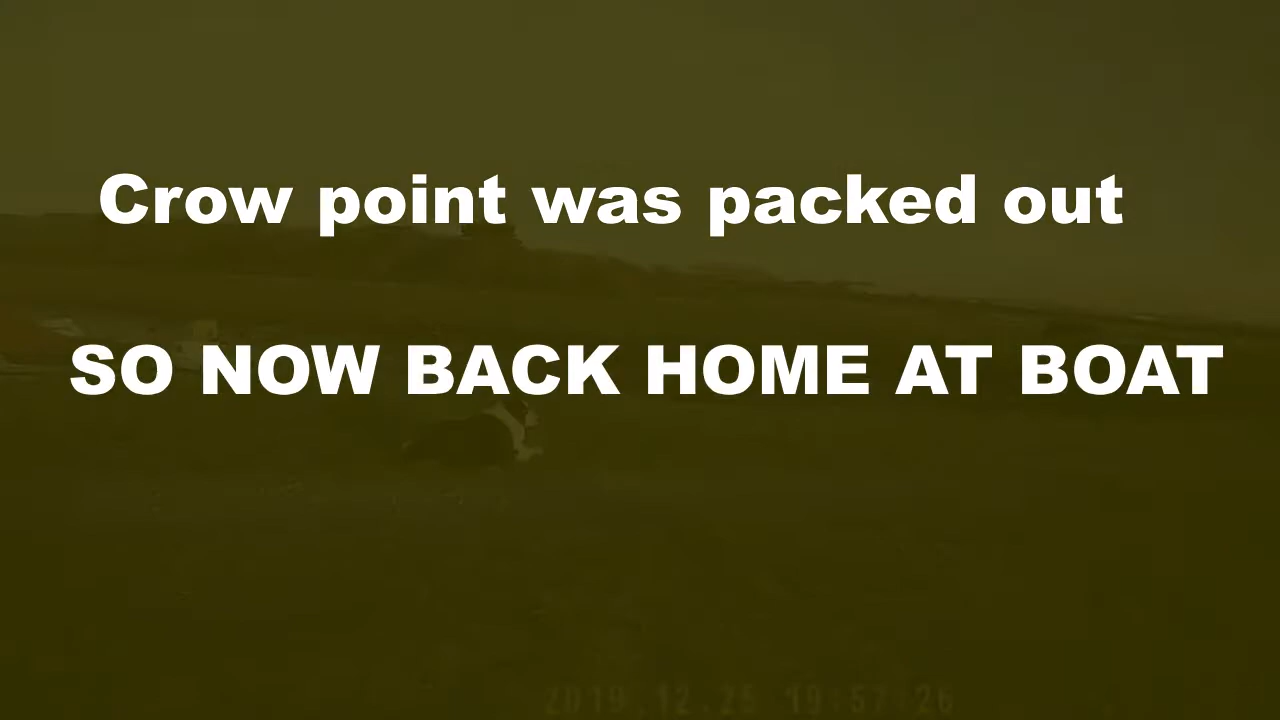 Crow point was packed out
SO NOW BACK HOME AT BOAT
2019.12.25 19:57:26